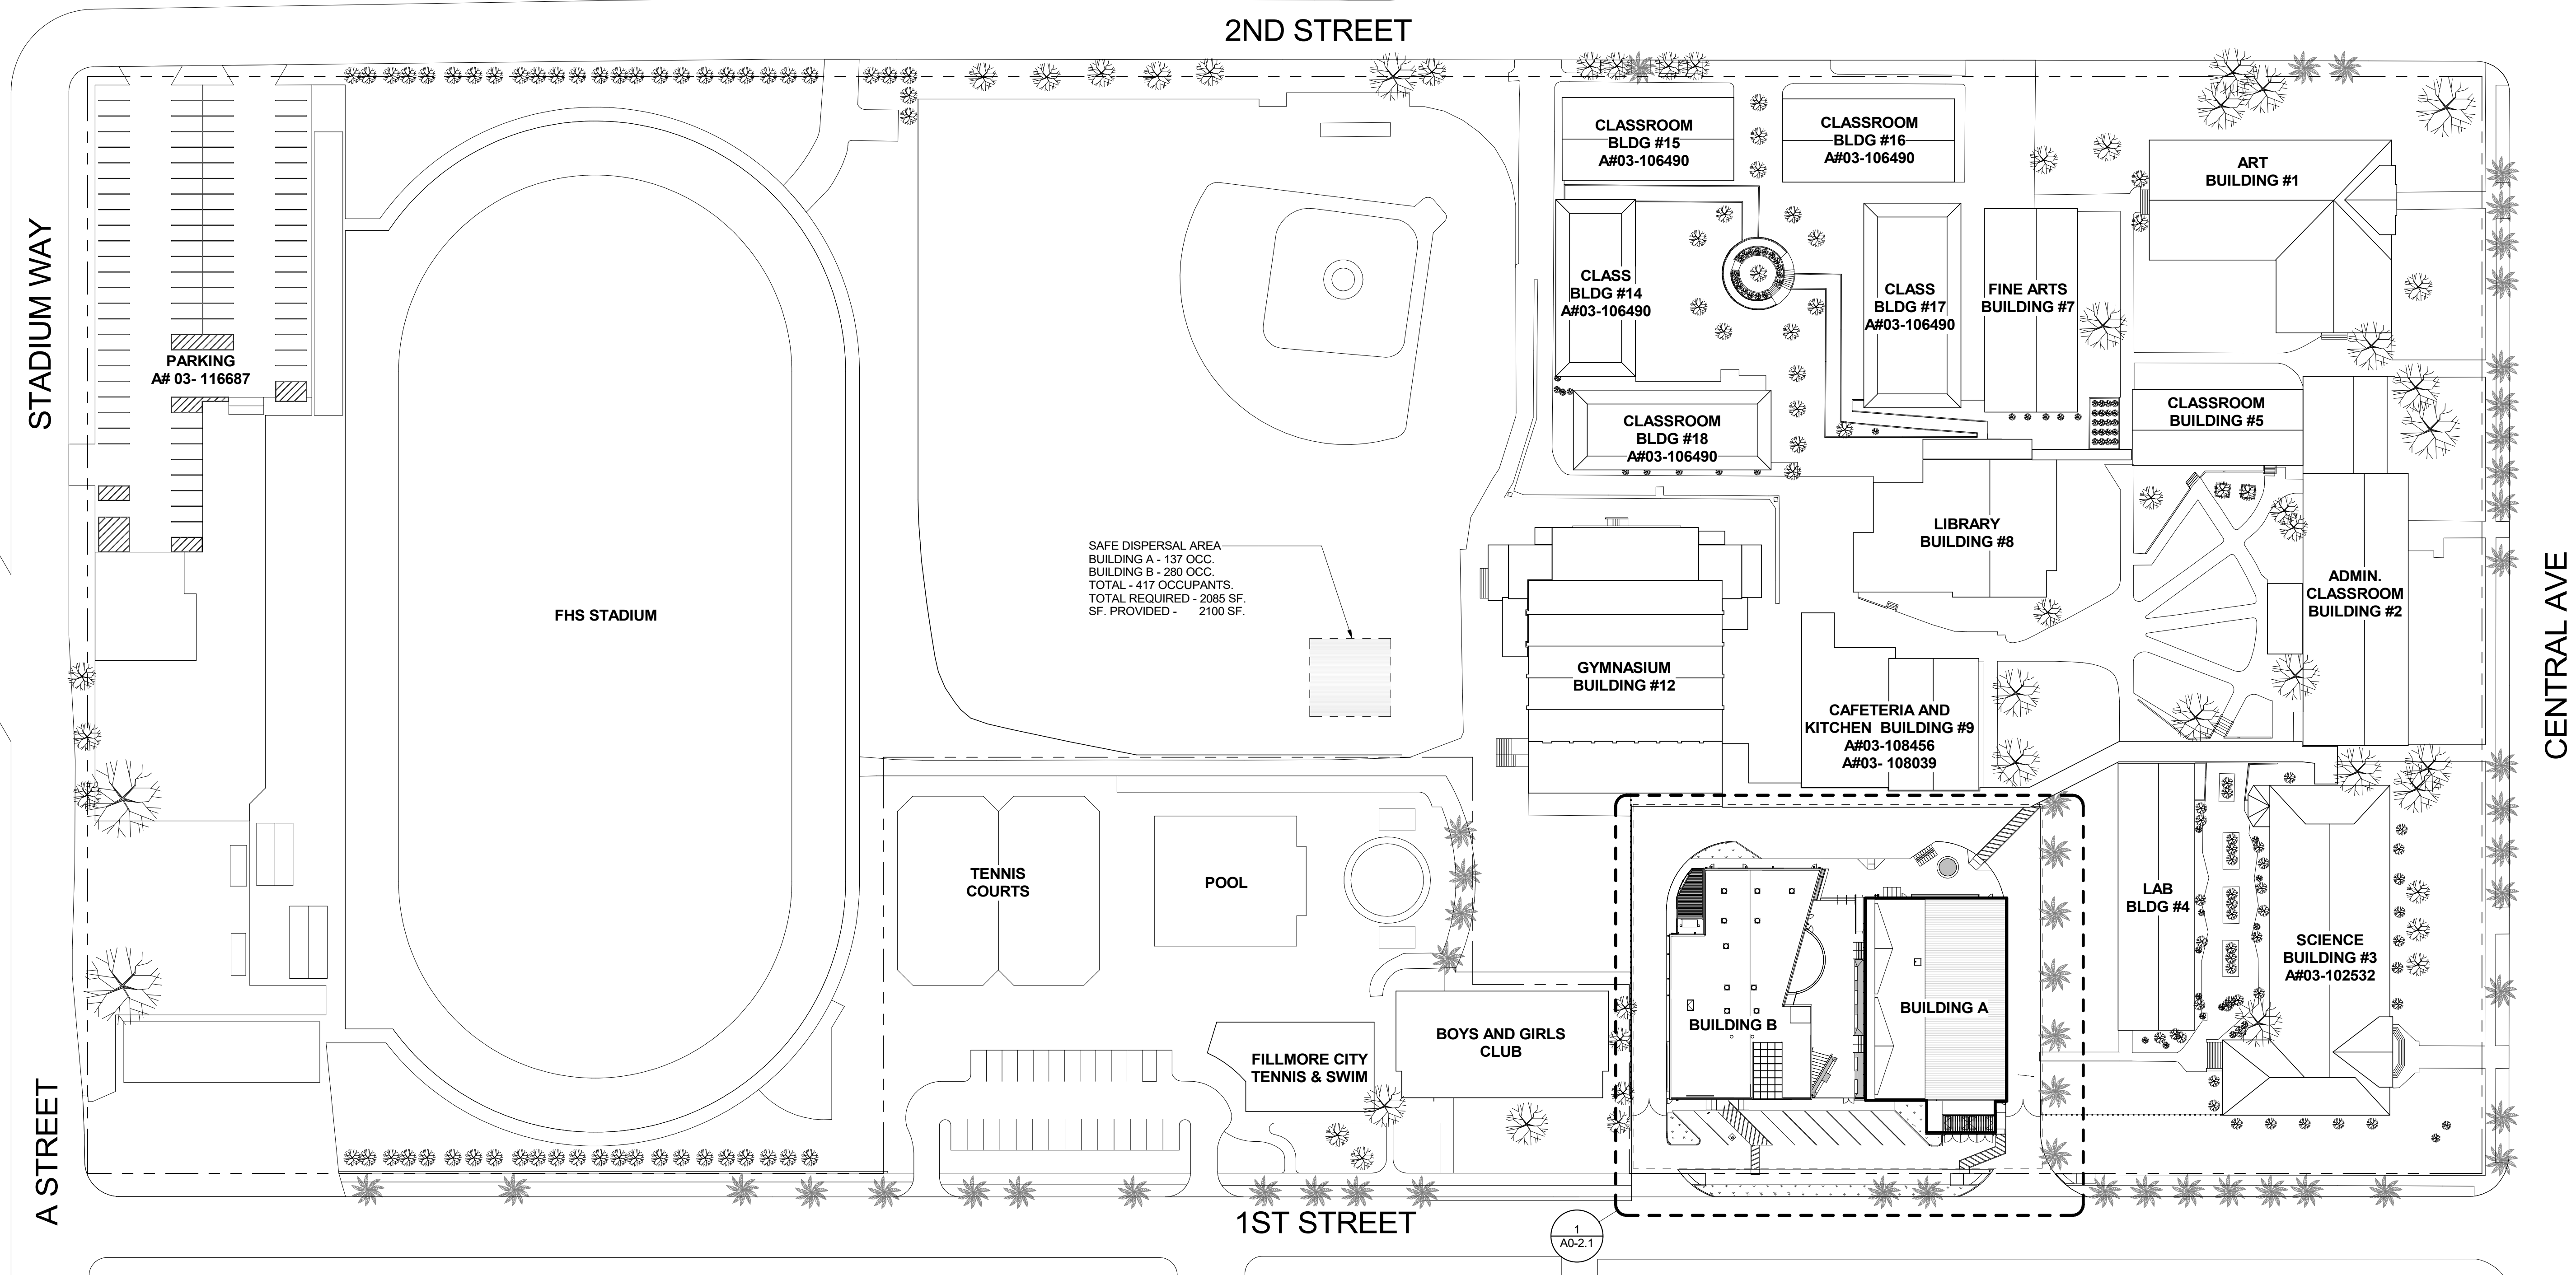 2ND STREET
STADIUM WAY
PARKING
A# 03- 116687
FHS STADIUM
SAFE DISPERSAL AREA
BUILDING A - 137 OCC.
BUILDING B - 280 OCC.
TOTAL - 417 OCCUPANTS.
TOTAL REQUIRED - 2085 SF.
SF. PROVIDED - 2100 SF.
CLASSROOM
BLDG #15
A#03-106490
CLASSROOM
BLDG #16
A#03-106490
ART
BUILDING #1
CLASS
BLDG #14
A#03-106490
CLASS
BLDG #17
A#03-106490
FINE ARTS
BUILDING #7
CLASSROOM
BLDG #18
A#03-106490
CLASSROOM
BUILDING #5
LIBRARY
BUILDING #8
ADMIN.
CLASSROOM
BUILDING #2
CENTRAL AVE
GYMNASIUM
BUILDING #12
CAFETERIA AND
KITCHEN BUILDING #9
A#03-108456
A#03- 108039
TENNIS
COURTS
POOL
LAB
BLDG #4
SCIENCE
BUILDING #3
A#03-102532
BUILDING B
BUILDING A
BOYS AND GIRLS
CLUB
FILLMORE CITY
TENNIS & SWIM
A STREET
1ST STREET
1
A0-2.1